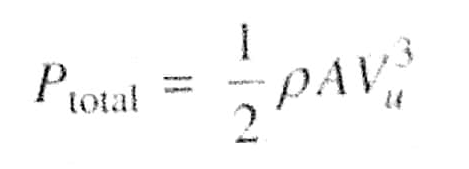 P_total = 1/2 ρAV_u^3